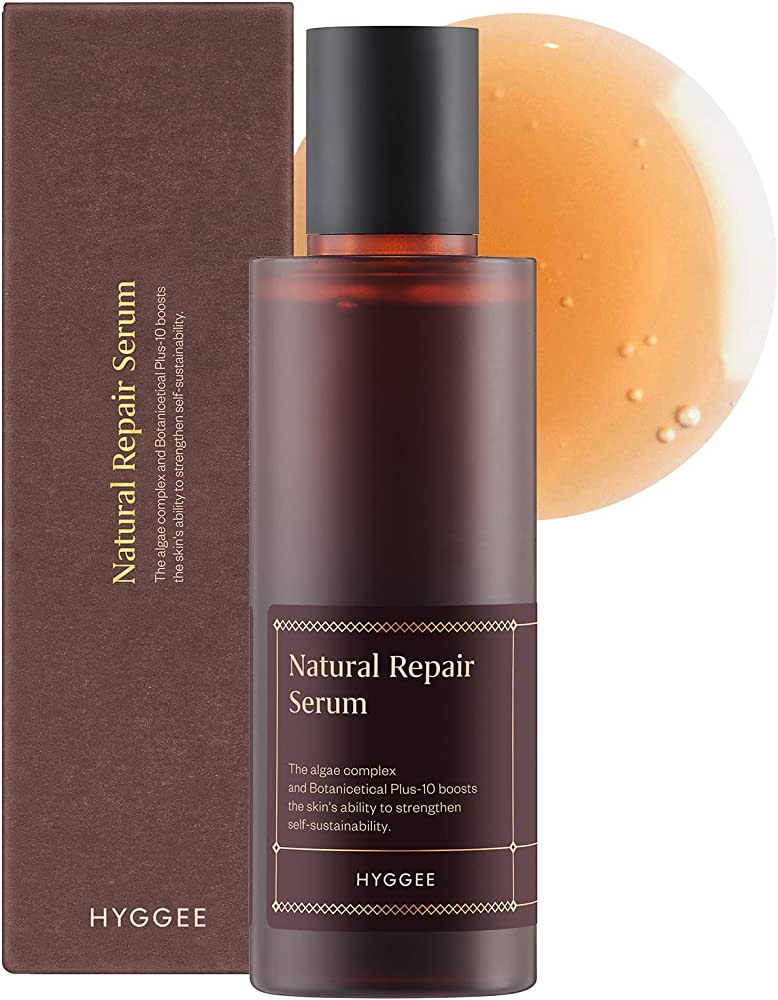 Natural Repair Serum
The algae complex and Botanicetical Plus-10 boosts
the skin's ability to strengthen self-sustainability.
HYGGEE
Natural Repair
Serum
The algae complex
and Botanicetical Plus-10 boosts
the skin's ability to strengthen
self-sustainability.
HYGGEE